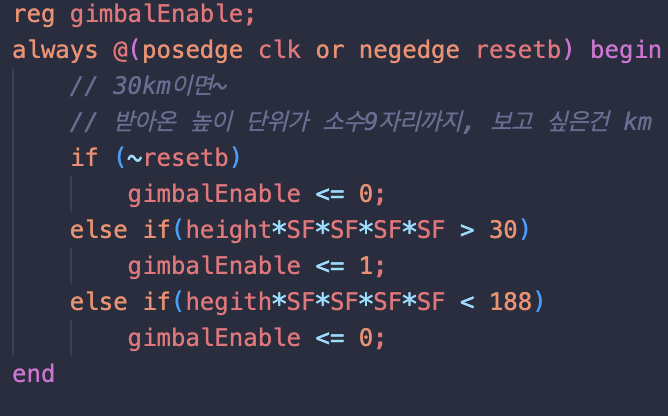 reg gimbalEnable;
always @(posedge clk or negedge resetb) begin
// 30km이면~
// 받아온 높이 단위가 소수9자리까지, 보고 싶은건 km
if (~resetb)
gimbalEnable <= 0;
else if(height*SF*SF*SF*SF > 30)
gimbalEnable <= 1;
else if(hegith*SF*SF*SF*SF < 188)
gimbalEnable <= 0;
end